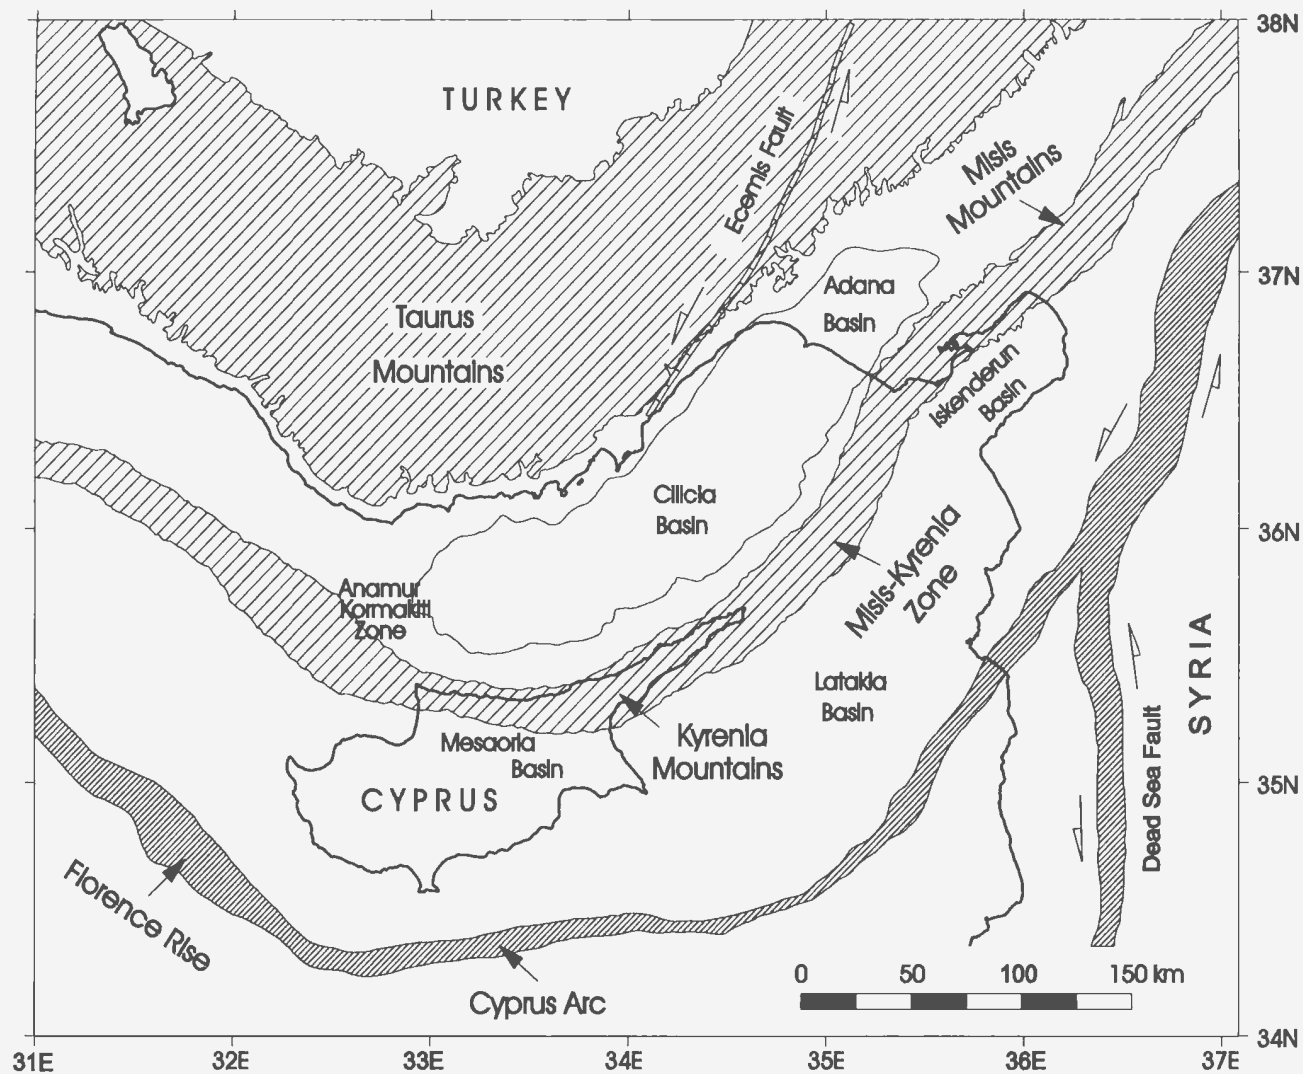 38N
TURKEY
Ecemis Fault
Misis
Mountains
37N
Adana
Basin
Taurus
Mountains
Iskenderun
Basin
Cilicia
Basin
36N
Misis-Kyrenia
Zone
Anamur
Kormakiti
Zone
SYRIA
Latakia
Basin
Mesaoria
Basin
Kyrenia
Mountains
CYPRUS
35N
Dead Sea Fault
Florence Rise
Cyprus Arc
0 50 100 150 km
34N
31E 32E 33E 34E 35E 36E 37E